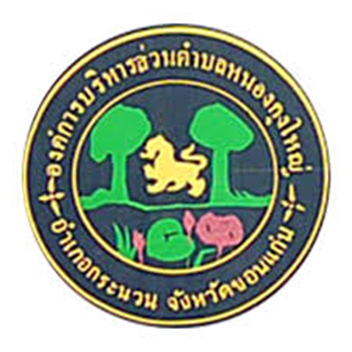 องค์การบริหารส่วนตำบลหนองกุงใหญ่
อำเภอกระนวน จังหวัดขอนแก่น